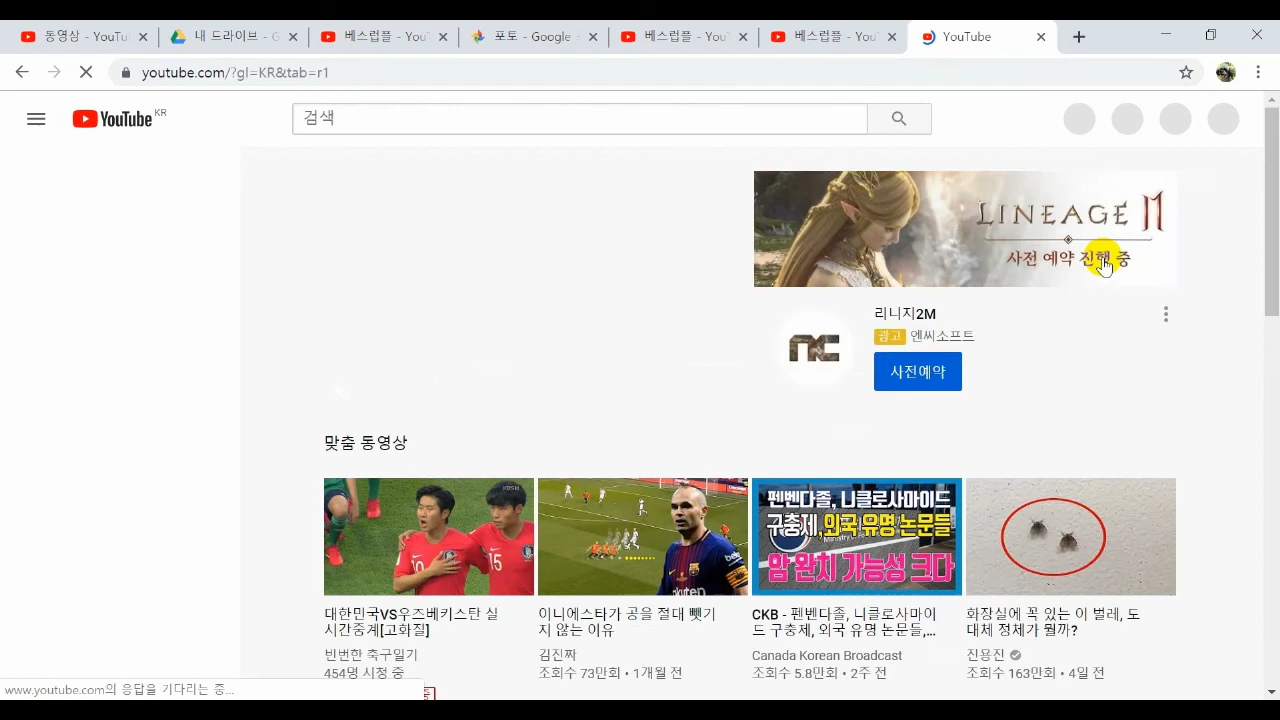 동영상 - YouTu
내 드라이브 - G
베스럽플 - You
포토 - Google
베스럽플 - You
베스럽플 - You
YouTube
youtube.com/?gl=KR&tab=r1
YouTube KR
검색
LINEAGE M
사전 예약 진행 중
리니지2M
광고 엔씨소프트
nc
사전예약
맞춤 동영상
KBSN
10
15
펜벤다졸, 니클로사마이드
구충제,외국 유명 논문들
암 완치 가능성 크다
대한민국VS우즈베키스탄 실
시간중계[고화질]
빈번한 축구일기
454명 시청 중
이니에스타가 공을 절대 뺏기
지 않는 이유
김진짜
조회수 73만회 • 1개월 전
CKB - 펜벤다졸, 니클로사마이
드 구충제, 외국 유명 논문들,...
Canada Korean Broadcast
조회수 5.8만회 • 2주 전
화장실에 꼭 있는 이 벌레, 도
대체 정체가 뭘까?
진용진
조회수 163만회 • 4일 전
www.youtube.com의 응답을 기다리는 중...